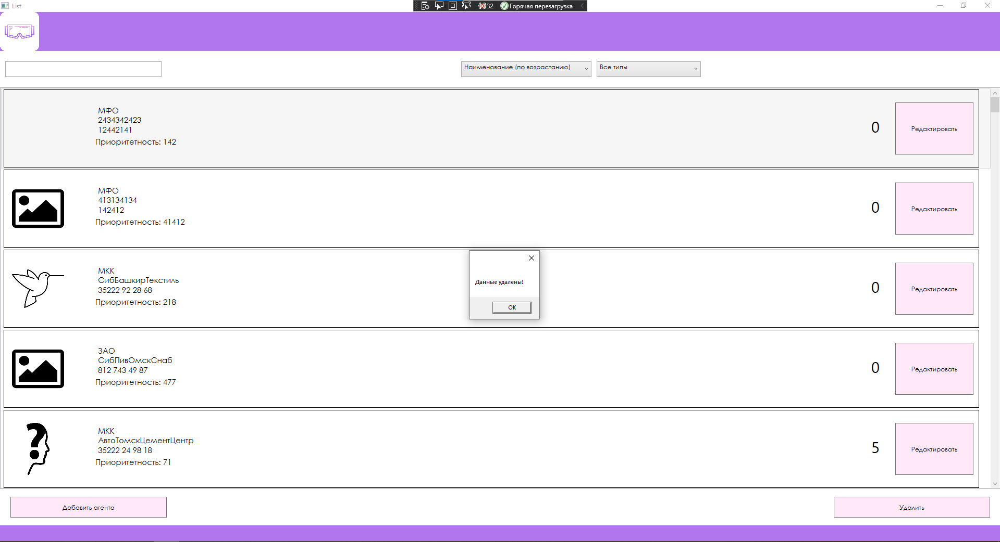 List
32
Горячая перезагрузка
Наименование (по возрастанию)
Все типы
МФО
2434342423
12442141
Приоритетность: 142
0
Редактировать
МФО
413134134
142412
Приоритетность: 41412
0
Редактировать
МКК
СибБашкирТекстиль
35222 92 28 68
Приоритетность: 218
0
Редактировать
Данные удалены!
ОК
ЗАО
СибПивОмскСнаб
812 743 49 87
Приоритетность: 477
0
Редактировать
МКК
АвтоТомскЦементЦентр
35222 24 98 18
Приоритетность: 71
5
Редактировать
Добавить агента
Удалить